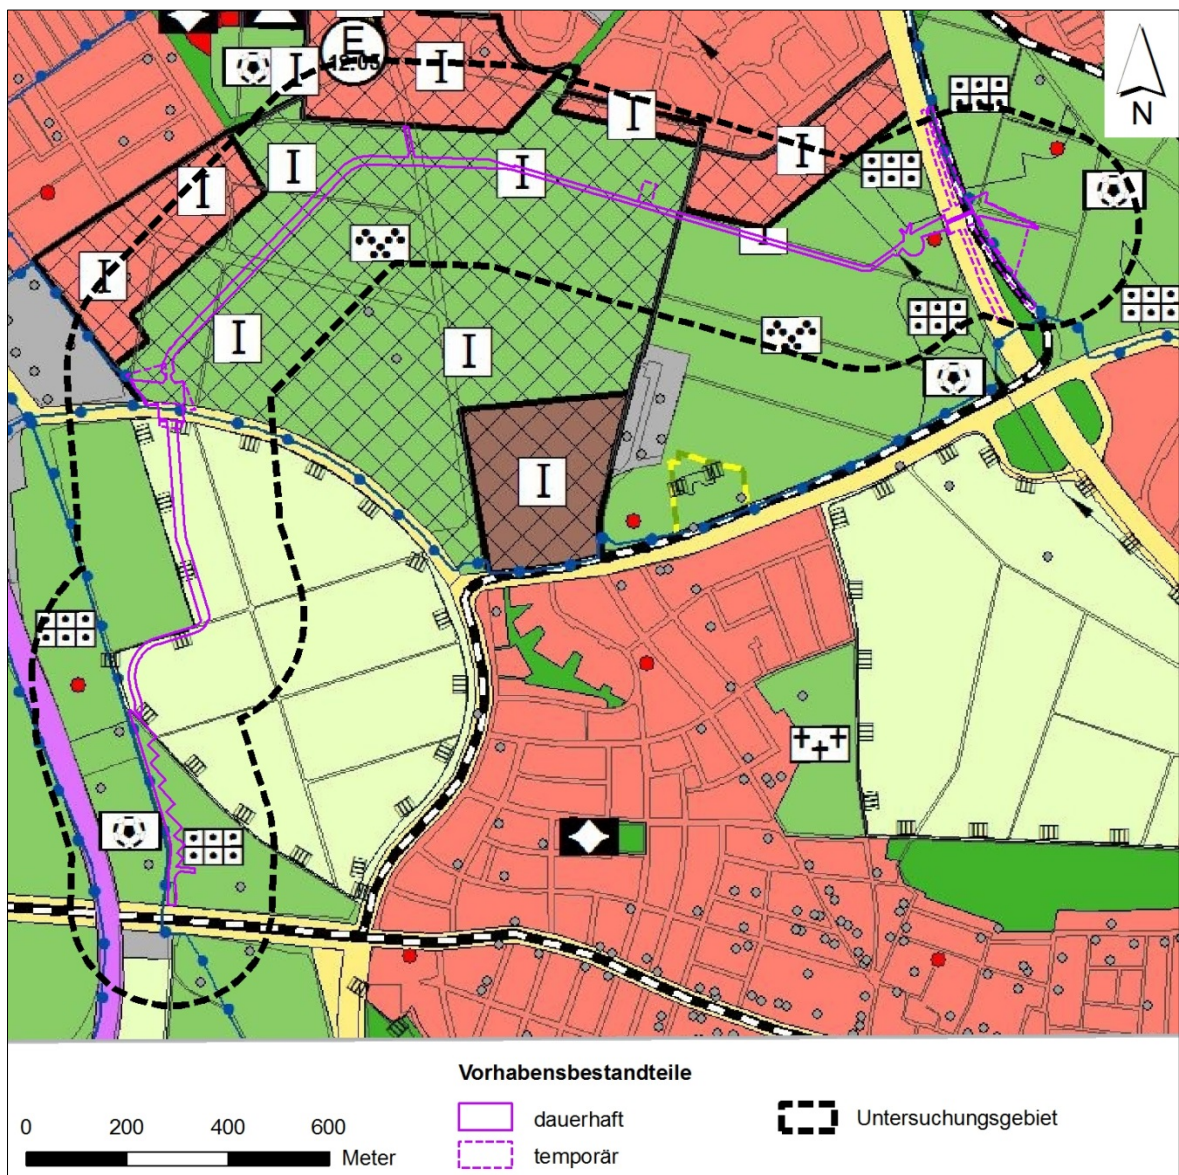 E
12.05
I
I
N
I
I
I
I
I
I
I
I
I
I
Vorhabensbestandteile
dauerhaft
temporär
Untersuchungsgebiet
0 200 400 600
Meter